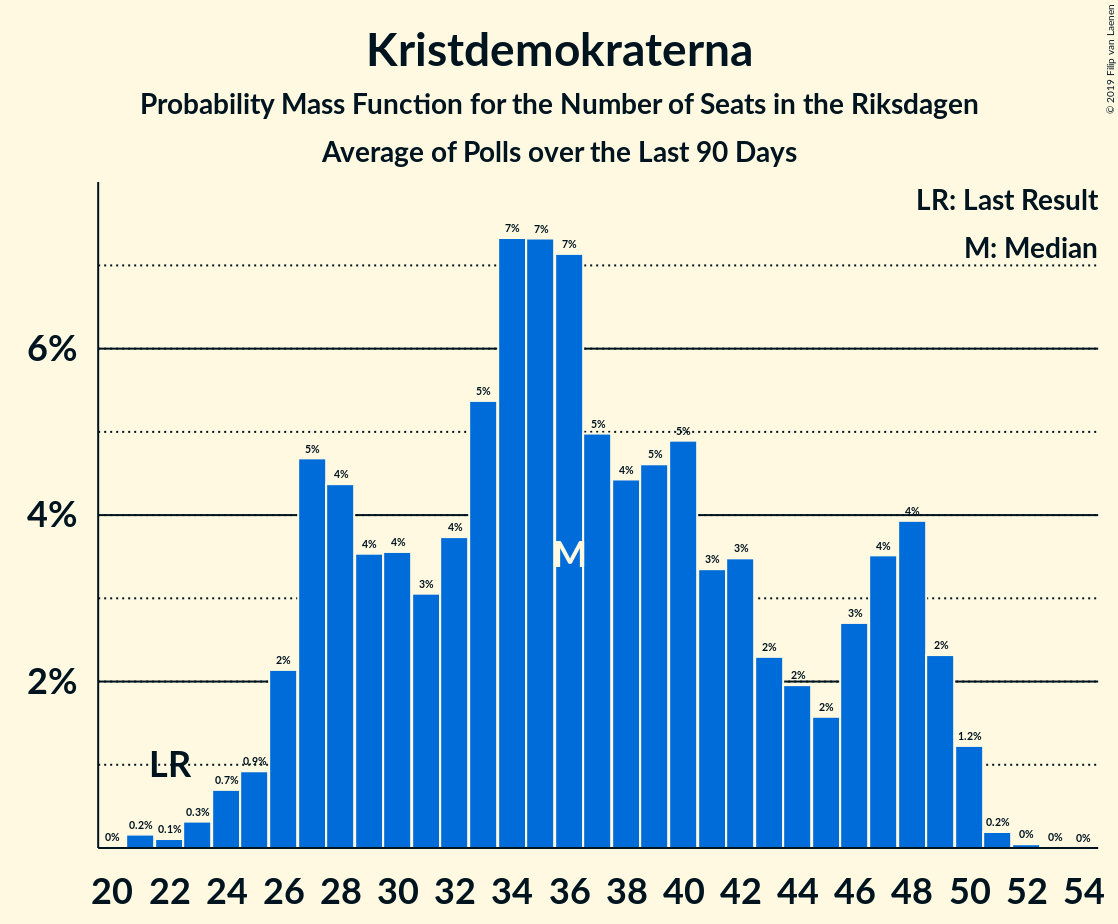 Kristdemokraterna
Probability Mass Function for the Number of Seats in the Riksdagen
Average of Polls over the Last 90 Days
© 2019 Filip van Laenen
LR: Last Result
M: Median
6%
4%
2%
0% 0.2% 0.1% 0.3% 0.7% 0.9% 2% 5% 4% 4% 4% 3% 4% 5% 7% 7% 7% 5% 4% 5% 5% 3% 3% 2% 2% 2% 3% 4% 4% 2% 1.2% 0.2% 0% 0% 0%
LR
M
20 22 24 26 28 30 32 34 36 38 40 42 44 46 48 50 52 54